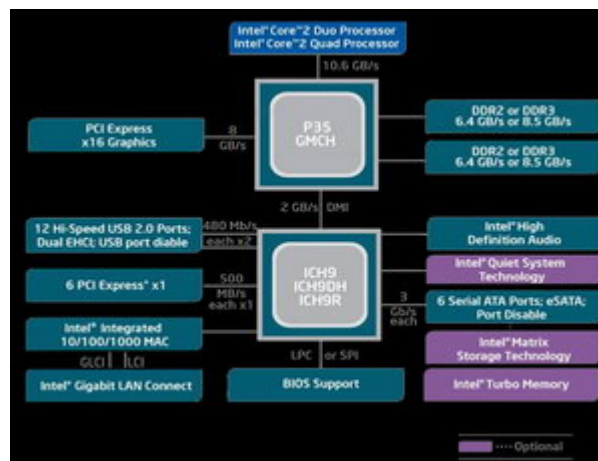 Intel® Core™2 Duo Processor
Intel® Core™2 Quad Processor
10.6 GB/s
PCI Express
x16 Graphics
8
GB/s
P35
GMCH
DDR2 or DDR3
6.4 GB/s or 8.5 GB/s
DDR2 or DDR3
6.4 GB/s or 8.5 GB/s
2 GB/s DMI
12 Hi-Speed USB 2.0 Ports;
Dual EHCI; USB port diable
480 Mb/s
each x2
Intel® High
Definition Audio
Intel® Quiet System
Technology
6 PCI Express* x1
500
MB/s
each x1
ICH9
ICH9DH
ICH9R
3
Gb/s
each
6 Serial ATA Ports; eSATA;
Port Disable
Intel® Integrated
10/100/1000 MAC
Intel® Matrix
Storage Technology
GLCI LCI
LPC or SPI
Intel® Gigabit LAN Connect
BIOS Support
Intel® Turbo Memory
Optional